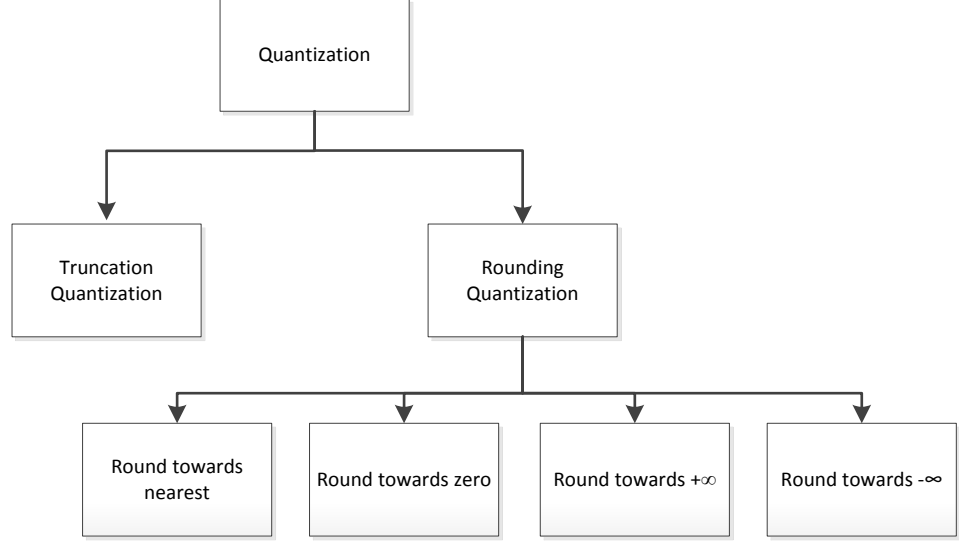 Quantization
Truncation
Quantization
Rounding
Quantization
Round towards
nearest
Round towards zero
Round towards +∞
Round towards -∞